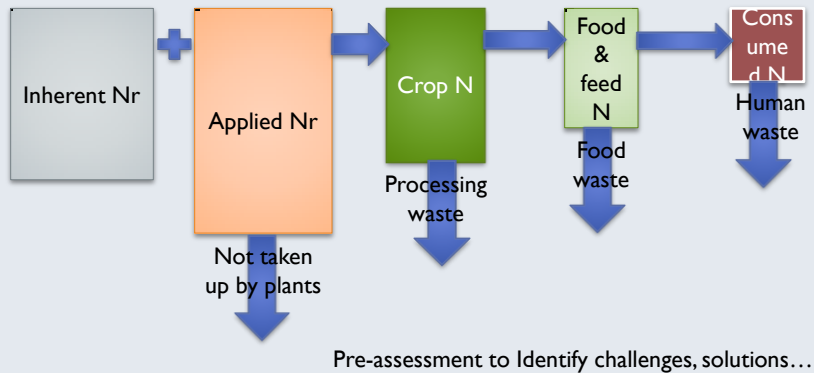 Inherent Nr
Applied Nr
Crop N
Food
&
feed
N
Cons
ume
d N
Not taken
up by plants
Processing
waste
Food
waste
Human
waste
Pre-assessment to Identify challenges, solutions…